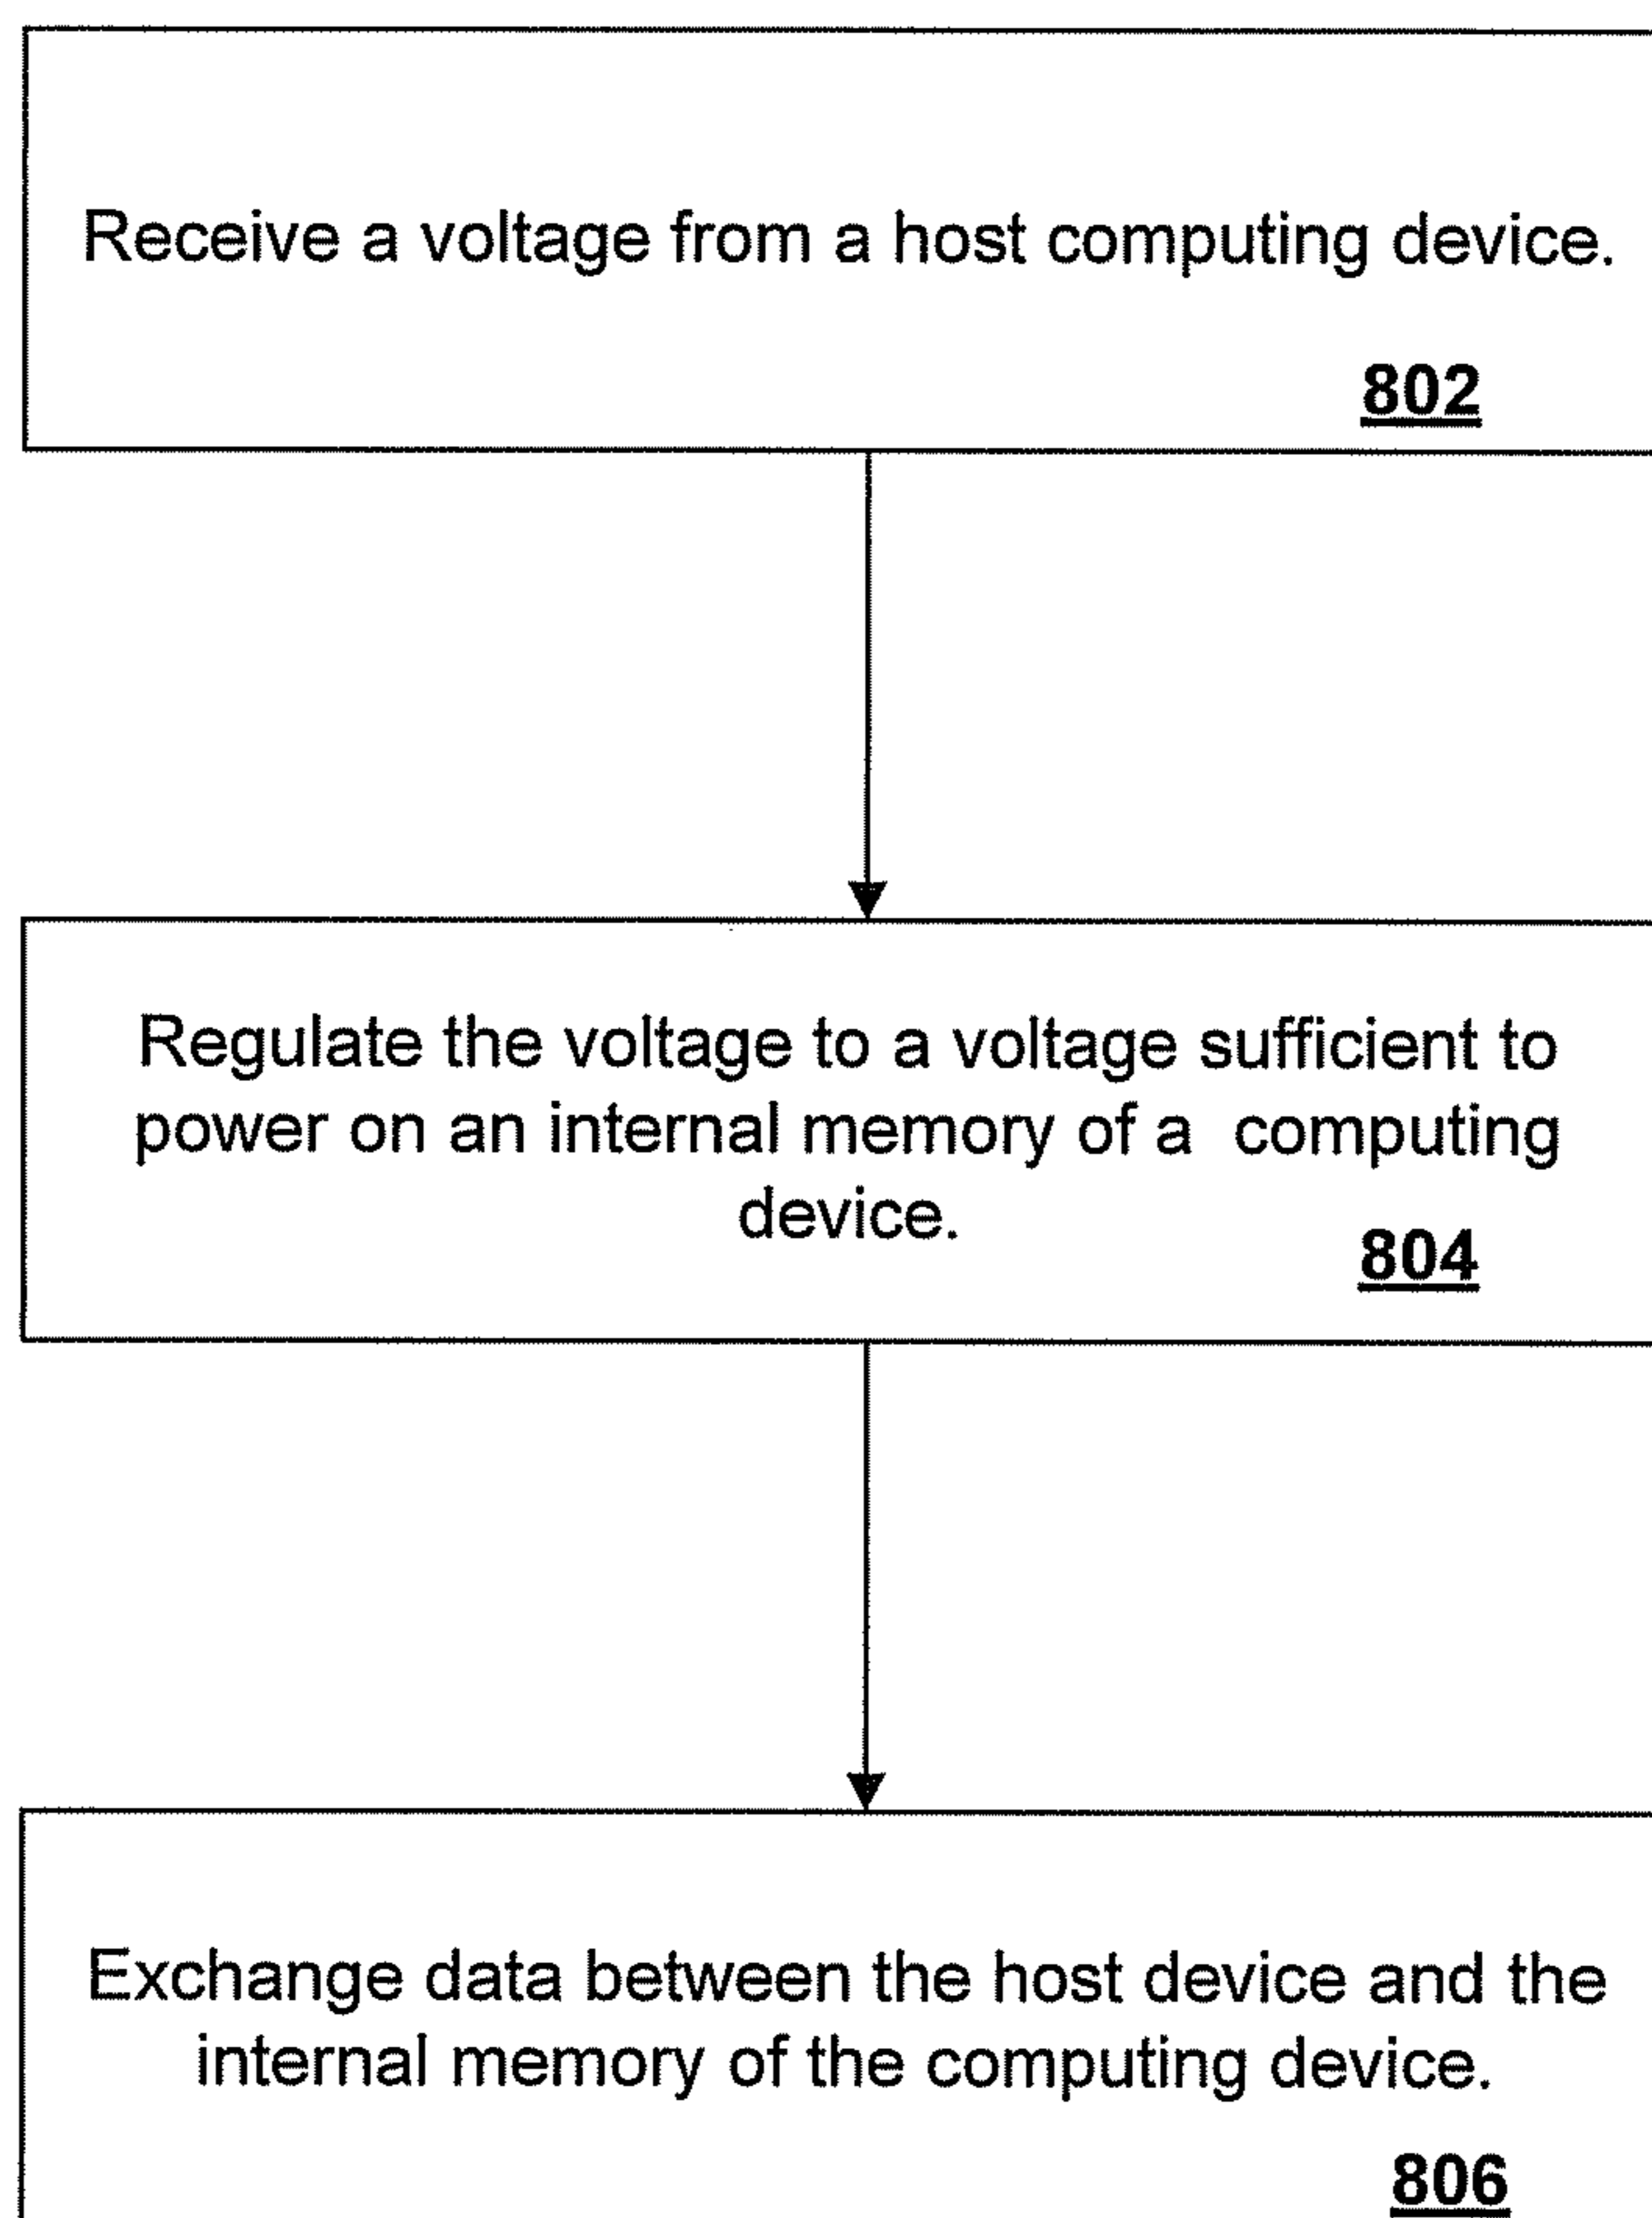 Receive a voltage from a host computing device.
802
Regulate the voltage to a voltage sufficient to
power on an internal memory of a computing
device.
804
Exchange data between the host device and the
internal memory of the computing device.
806